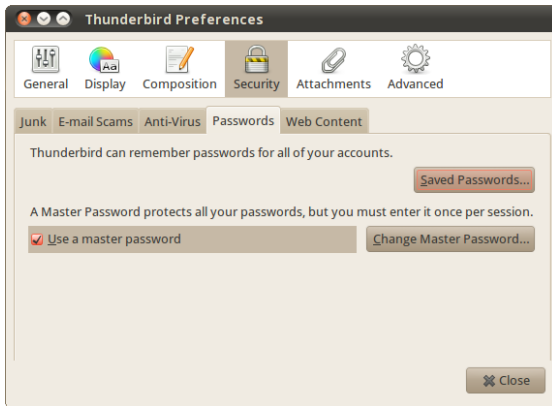 Thunderbird Preferences
General Display Composition Security Attachments Advanced
Junk E-mail Scams Anti-Virus Passwords Web Content
Thunderbird can remember passwords for all of your accounts.
Saved Passwords...
A Master Password protects all your passwords, but you must enter it once per session.
Use a master password Change Master Password...
Close